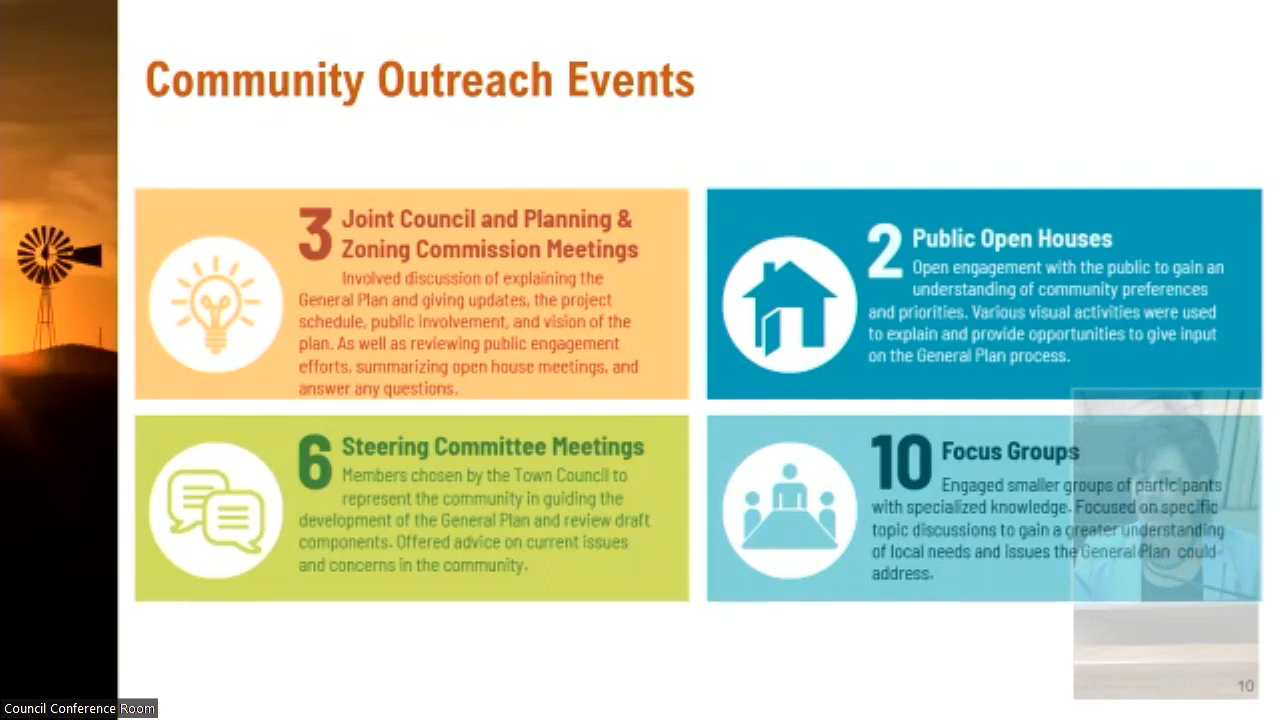 Community Outreach Events
3 Joint Council and Planning &
Zoning Commission Meetings
Involved discussion of explaining the
General Plan and giving updates, the project
schedule, public involvement, and vision of the
plan. As well as reviewing public engagement
efforts, summarizing open house meetings, and
answer any questions.
2 Public Open Houses
Open engagement with the public to gain an
understanding of community preferences
and priorities. Various visual activities were used
to explain and provide opportunities to give input
on the General Plan process.
6 Steering Committee Meetings
Members chosen by the Town Council to
represent the community in guiding the
development of the General Plan and review draft
components. Offered advice on current issues
and concerns in the community.
10 Focus Groups
Engaged smaller groups of participants
with specialized knowledge. Focused on specific
topic discussions to gain a greater understanding
of local needs and issues the General Plan could
address.
10
Council Conference Room